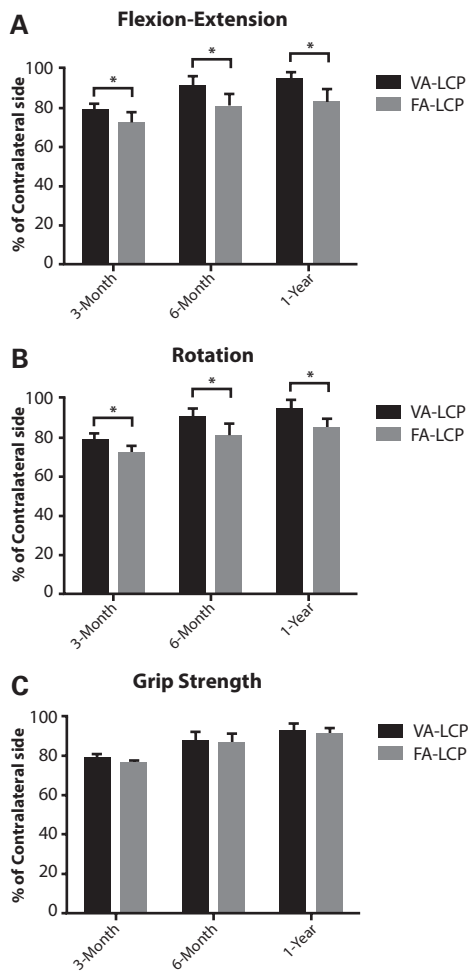 A
Flexion-Extension
% of Contralateral side
100
80
60
40
20
0
*
*
*
3-Month
6-Month
1-Year
VA-LCP
FA-LCP
B
Rotation
% of Contralateral side
100
80
60
40
20
0
*
*
*
3-Month
6-Month
1-Year
VA-LCP
FA-LCP
C
Grip Strength
% of Contralateral side
100
80
60
40
20
0
3-Month
6-Month
1-Year
VA-LCP
FA-LCP